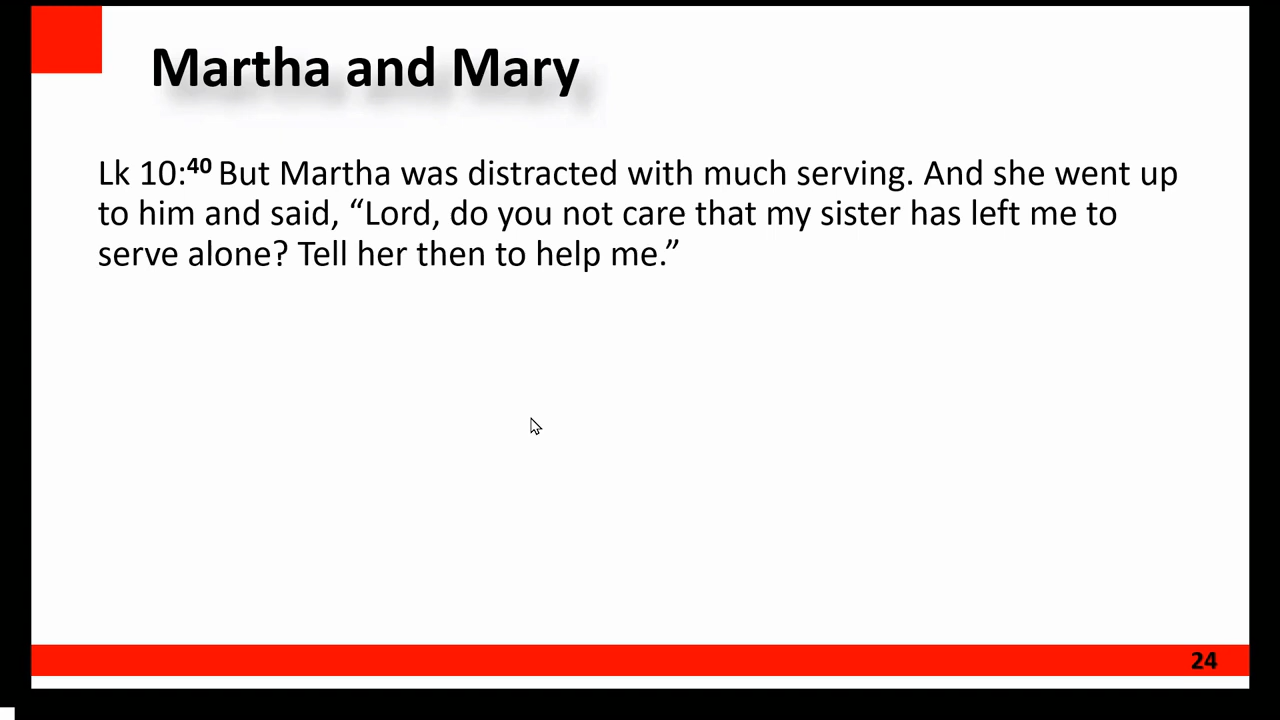 Martha and Mary
Lk 10:40 But Martha was distracted with much serving. And she went up
to him and said, “Lord, do you not care that my sister has left me to
serve alone? Tell her then to help me.”
24